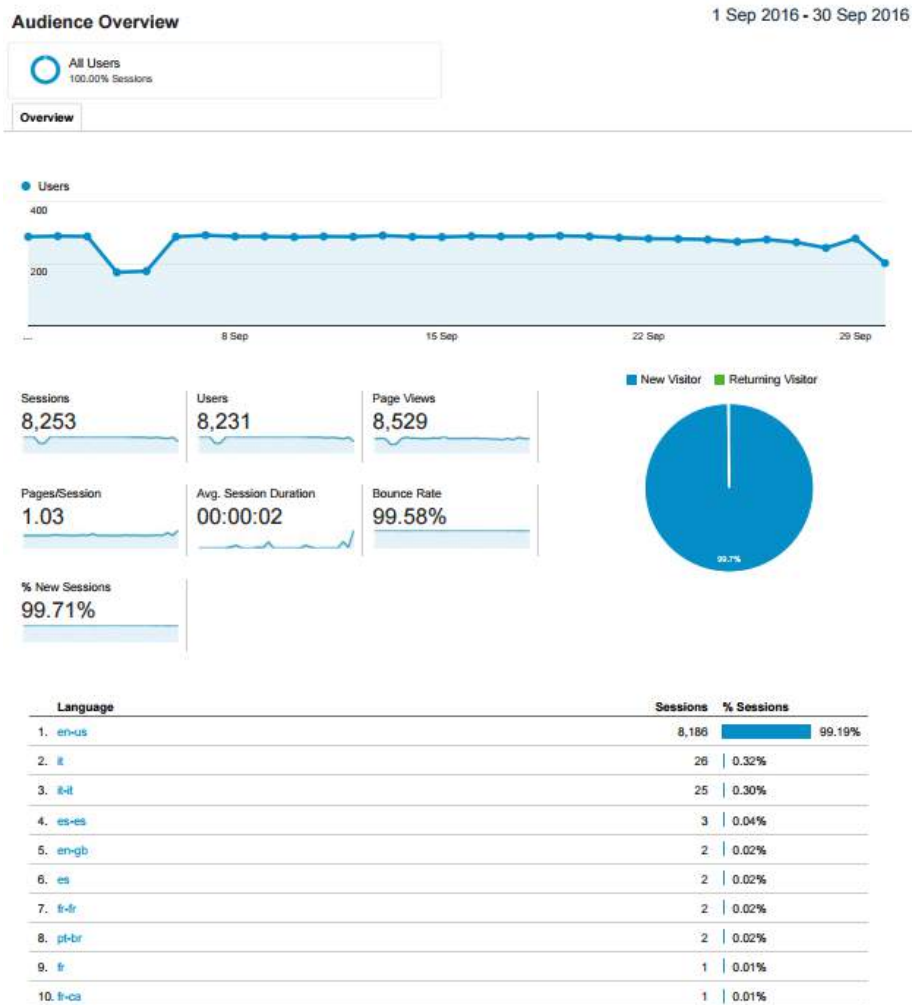 Audience Overview
1 Sep 2016 - 30 Sep 2016
All Users
100.00% Sessions
Overview
Users
400
200
...
8 Sep
15 Sep
22 Sep
29 Sep
New Visitor
Returning Visitor
Sessions
8,253
Users
8,231
Page Views
8,529
Pages/Session
1.03
Avg. Session Duration
00:00:02
Bounce Rate
99.58%
% New Sessions
99.71%
99.7%
Language Sessions % Sessions
1. en-us 8,186 99.19%
2. it 26 0.32%
3. it-it 25 0.30%
4. es-es 3 0.04%
5. en-gb 2 0.02%
6. es 2 0.02%
7. fr-fr 2 0.02%
8. pt-br 2 0.02%
9. fr 1 0.01%
10. fr-ca 1 0.01%